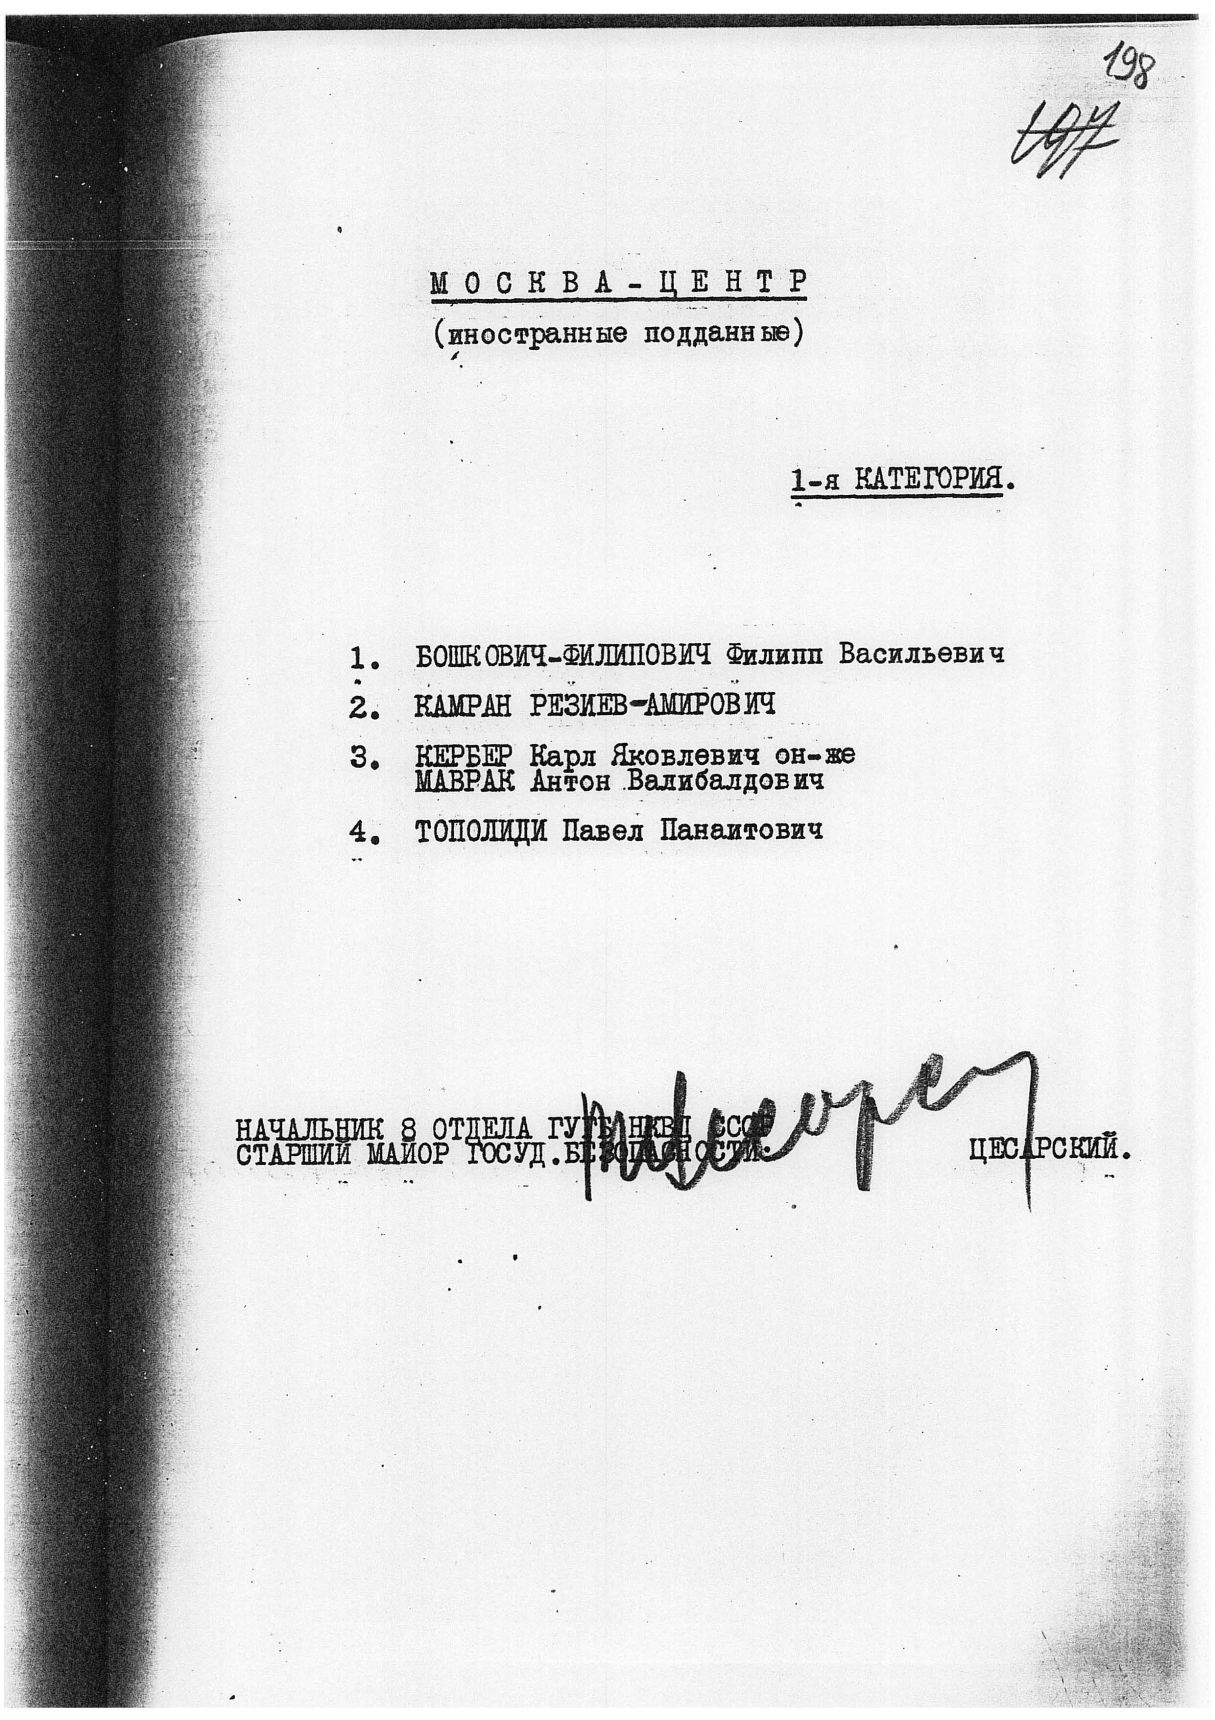 198
197
МОСКВА-ЦЕНТР
(иностранные подданные)
1-я КАТЕГОРИЯ.
1. БОШКОВИЧ-ФИЛИПОВИЧ Филипп Васильевич
2. КАМРАН РЕЗИЕВ-АМИРОВИЧ
3. КЕРБЕР Карл Яковлевич он-же
МАВРАК Антон Валибалдович
4. ТОПОЛИДИ Павел Панаитович
НАЧАЛЬНИК 8 ОТДЕЛА ГУГБ НКВД СССР
СТАРШИЙ МАЙОР ГОСУД.БЕЗОПАСНОСТИ:
ЦЕСАРСКИЙ.